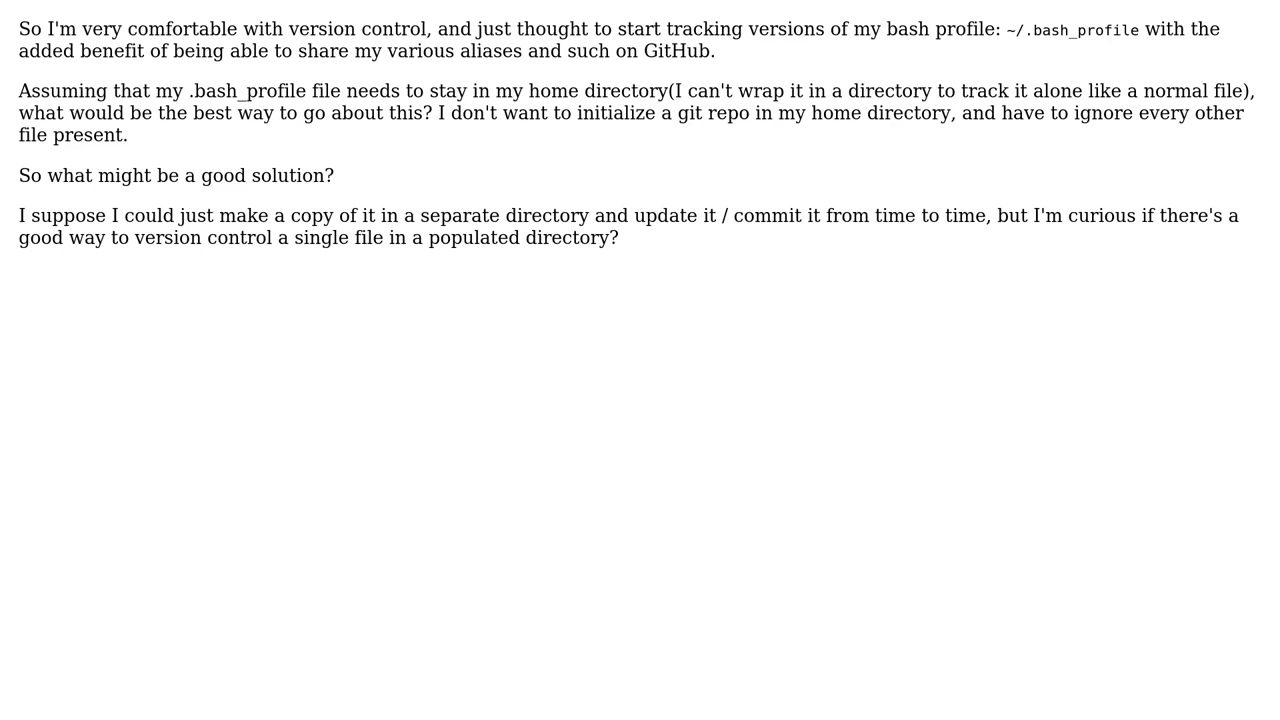 So I'm very comfortable with version control, and just thought to start tracking versions of my bash profile: ~/.bash_profile with the
added benefit of being able to share my various aliases and such on GitHub.
Assuming that my .bash_profile file needs to stay in my home directory(I can't wrap it in a directory to track it alone like a normal file),
what would be the best way to go about this? I don't want to initialize a git repo in my home directory, and have to ignore every other
file present.
So what might be a good solution?
I suppose I could just make a copy of it in a separate directory and update it / commit it from time to time, but I'm curious if there's a
good way to version control a single file in a populated directory?